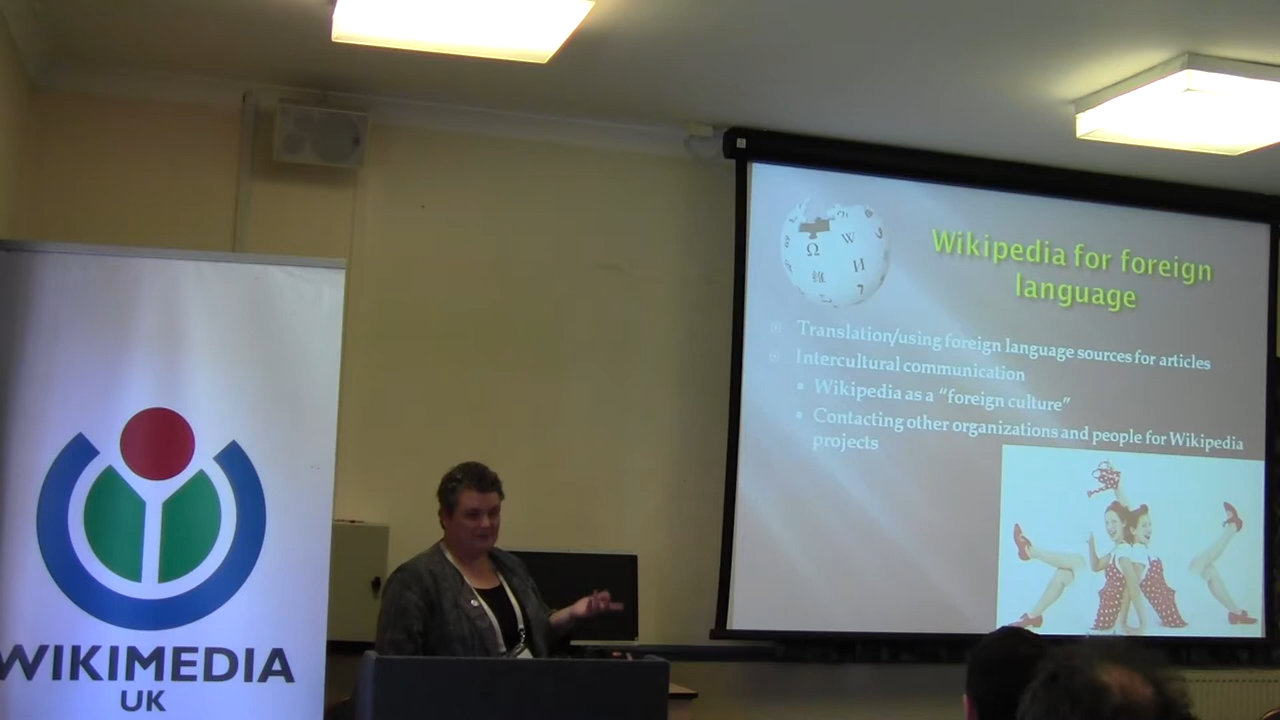 WIKIMEDIA
UK
Wikipedia for foreign
language
Translation/using foreign language sources for articles
Intercultural communication
Wikipedia as a “foreign culture”
Contacting other organizations and people for Wikipedia
projects
Ω
W
И
維